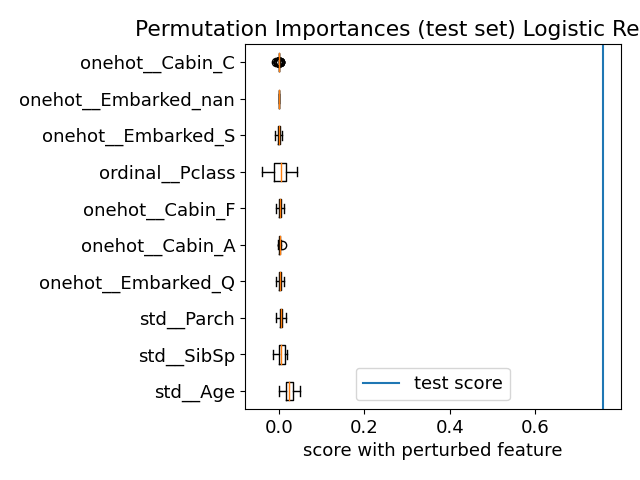 Permutation Importances (test set) Logistic Re
onehot__Cabin_C
onehot__Embarked_nan
onehot__Embarked_S
ordinal__Pclass
onehot__Cabin_F
onehot__Cabin_A
onehot__Embarked_Q
std__Parch
std__SibSp
std__Age
test score
0.0 0.2 0.4 0.6
score with perturbed feature